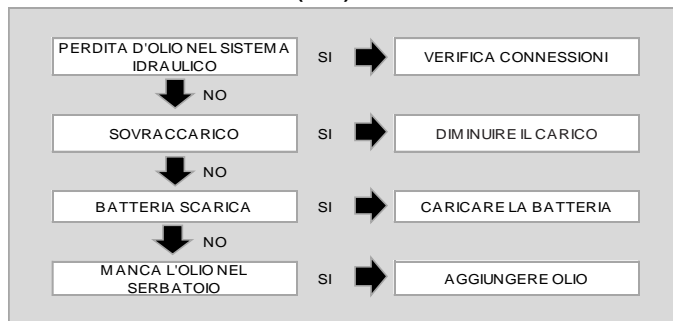 PERDITA D'OLIO NEL SISTEMA
IDRAULICO
SI
VERIFICA CONNESSIONI
NO
SOVRACCARICO
SI
DIMINUIRE IL CARICO
NO
BATTERIA SCARICA
SI
CARICARE LA BATTERIA
NO
MANCA L'OLIO NEL
SERBATOIO
SI
AGGIUNGERE OLIO